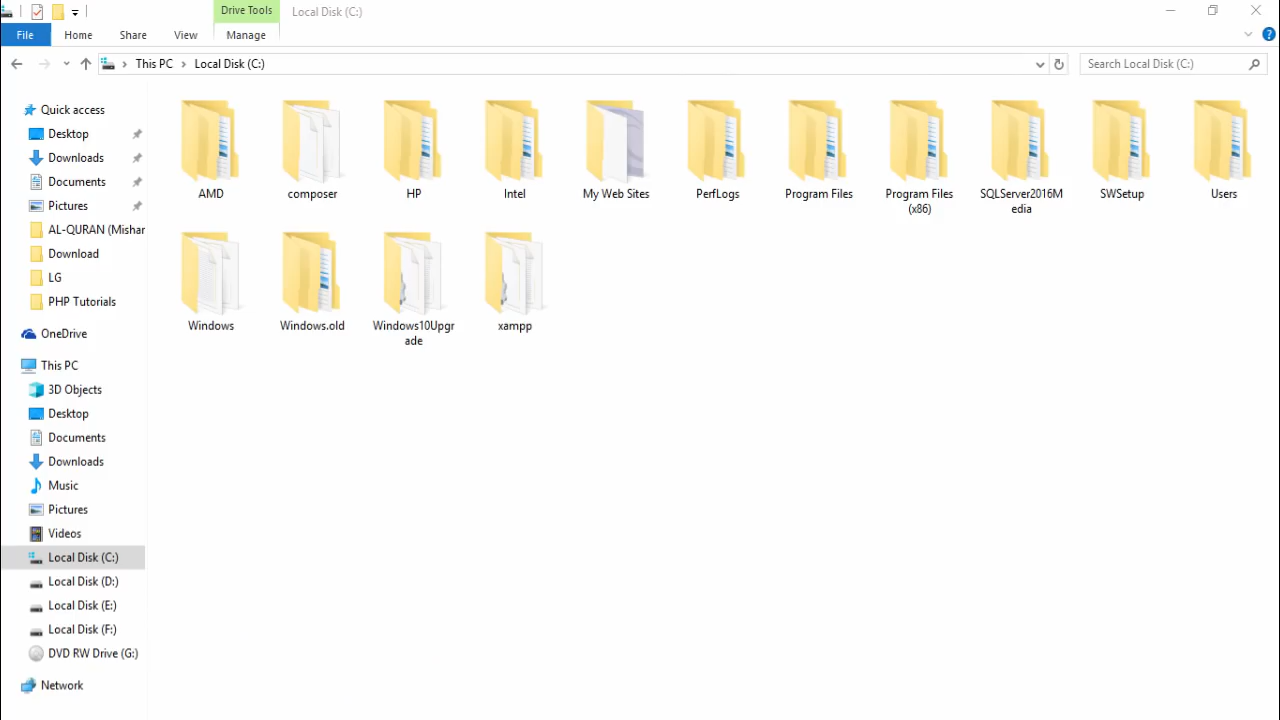 Drive Tools
Local Disk (C:)
File
Home
Share
View
Manage
This PC
Local Disk (C:)
Search Local Disk (C:)
Quick access
Desktop
Downloads
Documents
Pictures
AL-QURAN (Mishar
Download
LG
PHP Tutorials
OneDrive
This PC
3D Objects
Desktop
Documents
Downloads
Music
Pictures
Videos
Local Disk (C:)
Local Disk (D:)
Local Disk (E:)
Local Disk (F:)
DVD RW Drive (G:)
Network
AMD
composer
HP
Intel
My Web Sites
PerfLogs
Program Files
Program Files
(x86)
SQLServer2016M
edia
SWSetup
Users
Windows
Windows.old
Windows10Upgr
ade
xampp